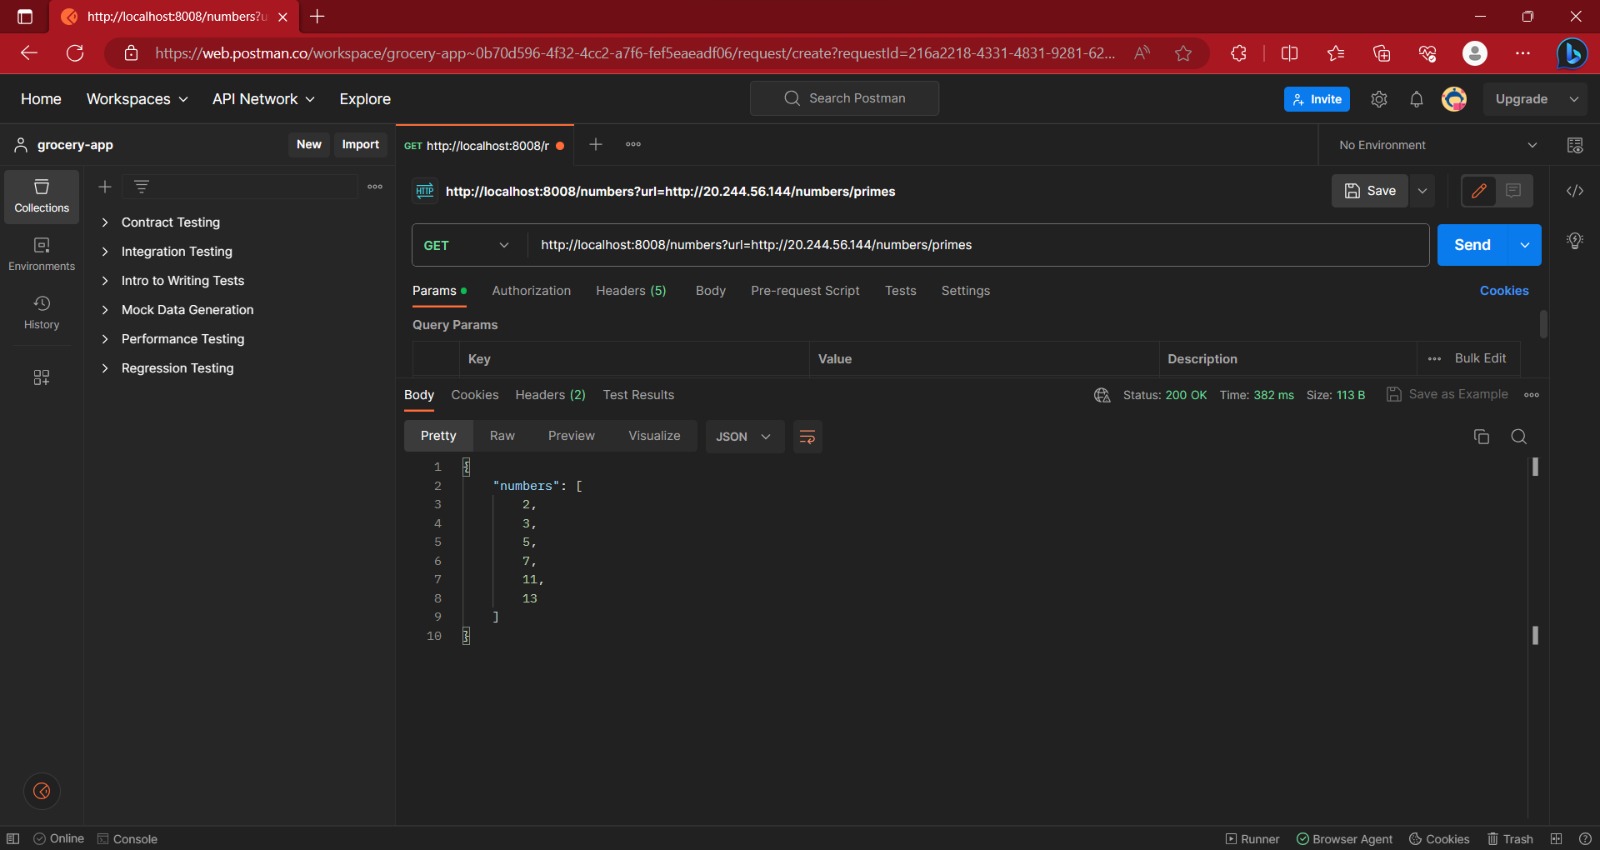 http://localhost:8008/numbers?u
https://web.postman.co/workspace/grocery-app~0b70d596-4f32-4cc2-a7f6-fef5eaeadf06/request/create?requestId=216a2218-4331-4831-9281-62...
Home Workspaces API Network Explore Search Postman Invite Upgrade
grocery-app New Import GET http://localhost:8008/r No Environment
HTTP http://localhost:8008/numbers?url=http://20.244.56.144/numbers/primes Save
Collections
Environments
History
Contract Testing
Integration Testing
Intro to Writing Tests
Mock Data Generation
Performance Testing
Regression Testing
GET http://localhost:8008/numbers?url=http://20.244.56.144/numbers/primes Send
Params Authorization Headers (5) Body Pre-request Script Tests Settings Cookies
Query Params
Key Value Description Bulk Edit
Body Cookies Headers (2) Test Results Status: 200 OK Time: 382 ms Size: 113 B Save as Example
Pretty Raw Preview Visualize JSON
1 {
2 "numbers": [
3 2,
4 3,
5 5,
6 7,
7 11,
8 13
9 ]
10 }
Online Console Runner Browser Agent Cookies Trash